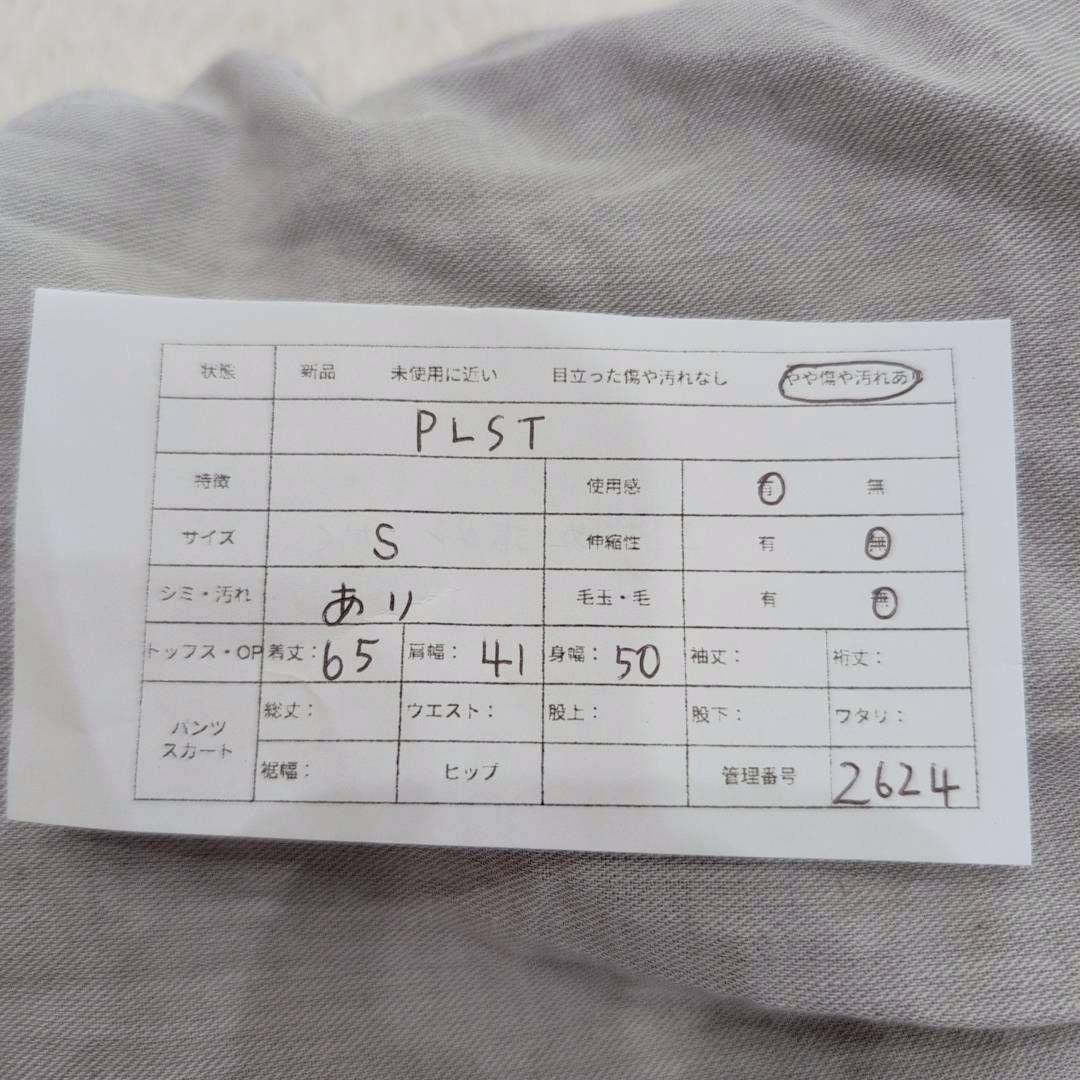 状態 新品 未使用に近い 目立った傷や汚れなし やや傷や汚れあり
PLST
特徴 使用感 有 無
サイズ S 伸縮性 有 無
シミ・汚れ あり 毛玉・毛 有 無
トップス・OP 着丈： 65 肩幅： 41 身幅： 50 袖丈： 裄丈：
パンツ スカート 総丈： ウエスト： 股上： 股下： ワタリ：
裾幅： ヒップ 管理番号 2624